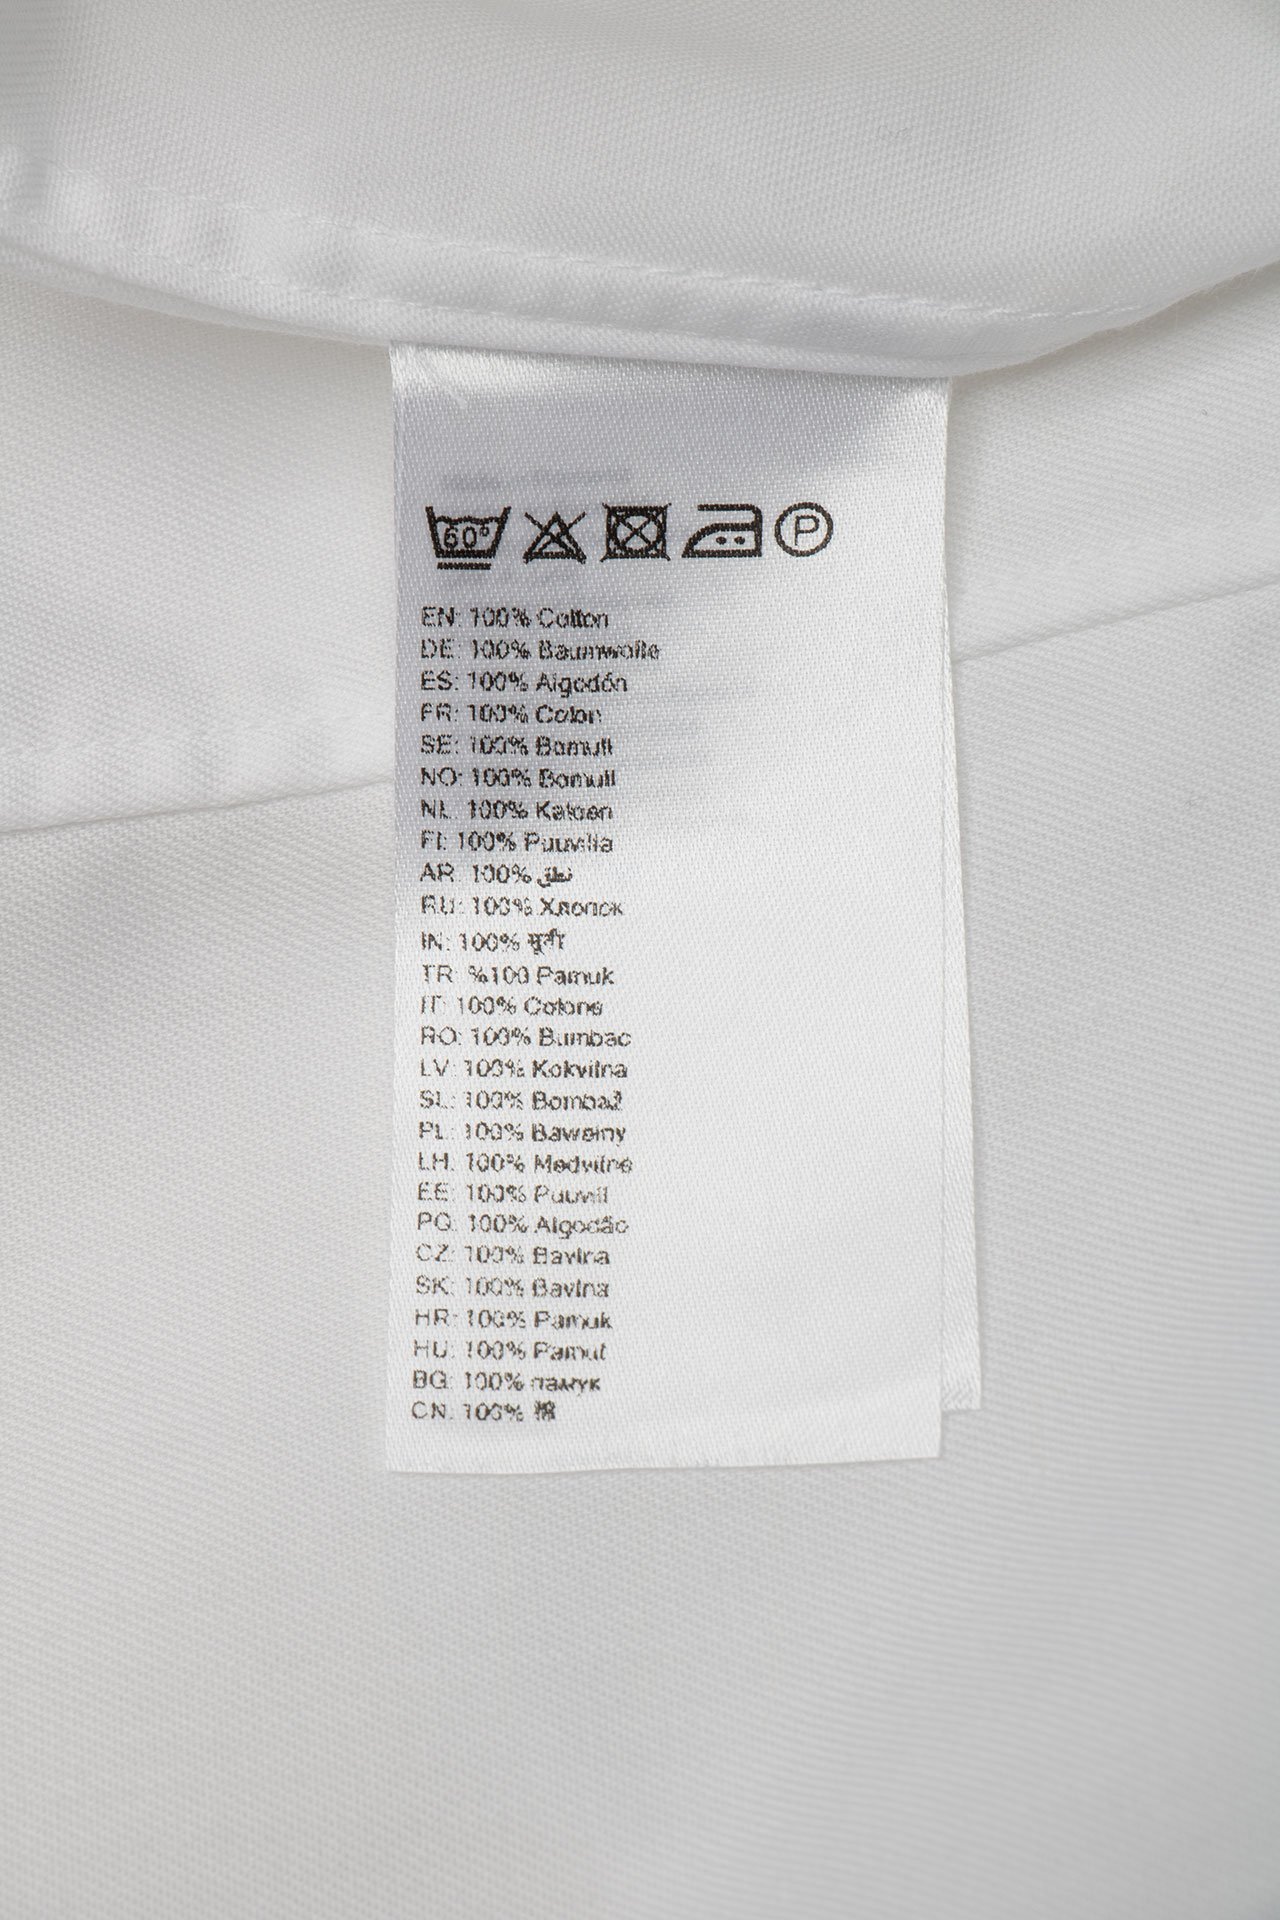 60°
P
EN: 100% Cotton
DE: 100% Baumwolle
ES: 100% Algodón
FR: 100% Coton
SE: 100% Bomull
NO: 100% Bomull
NL: 100% Katoen
FI: 100% Puuvilla
AR: 100% قطن
RU: 100% Хлопок
IN: 100% सूती
TR: %100 Pamuk
IT: 100% Cotone
RO: 100% Bumbac
LV: 100% Kokvilna
SL: 100% Bombaž
PL: 100% Bawełny
LH: 100% Medvilnė
EE: 100% Puuvill
PG: 100% Algodão
CZ: 100% Bavlna
SK: 100% Bavlna
HR: 100% Pamuk
HU: 100% Pamut
BG: 100% памук
CN: 100% 棉